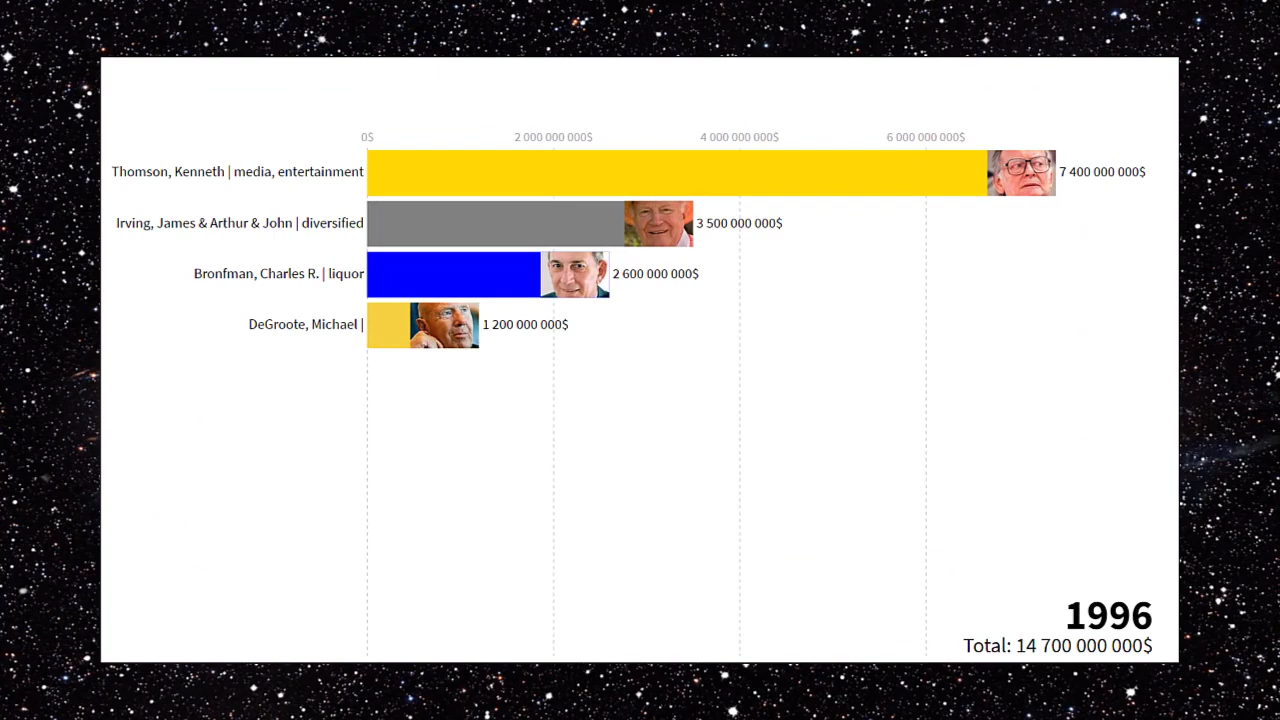 0$ 2 000 000 000$ 4 000 000 000$ 6 000 000 000$
Thomson, Kenneth | media, entertainment 7 400 000 000$
Irving, James & Arthur & John | diversified 3 500 000 000$
Bronfman, Charles R. | liquor 2 600 000 000$
DeGroote, Michael | 1 200 000 000$
1996
Total: 14 700 000 000$